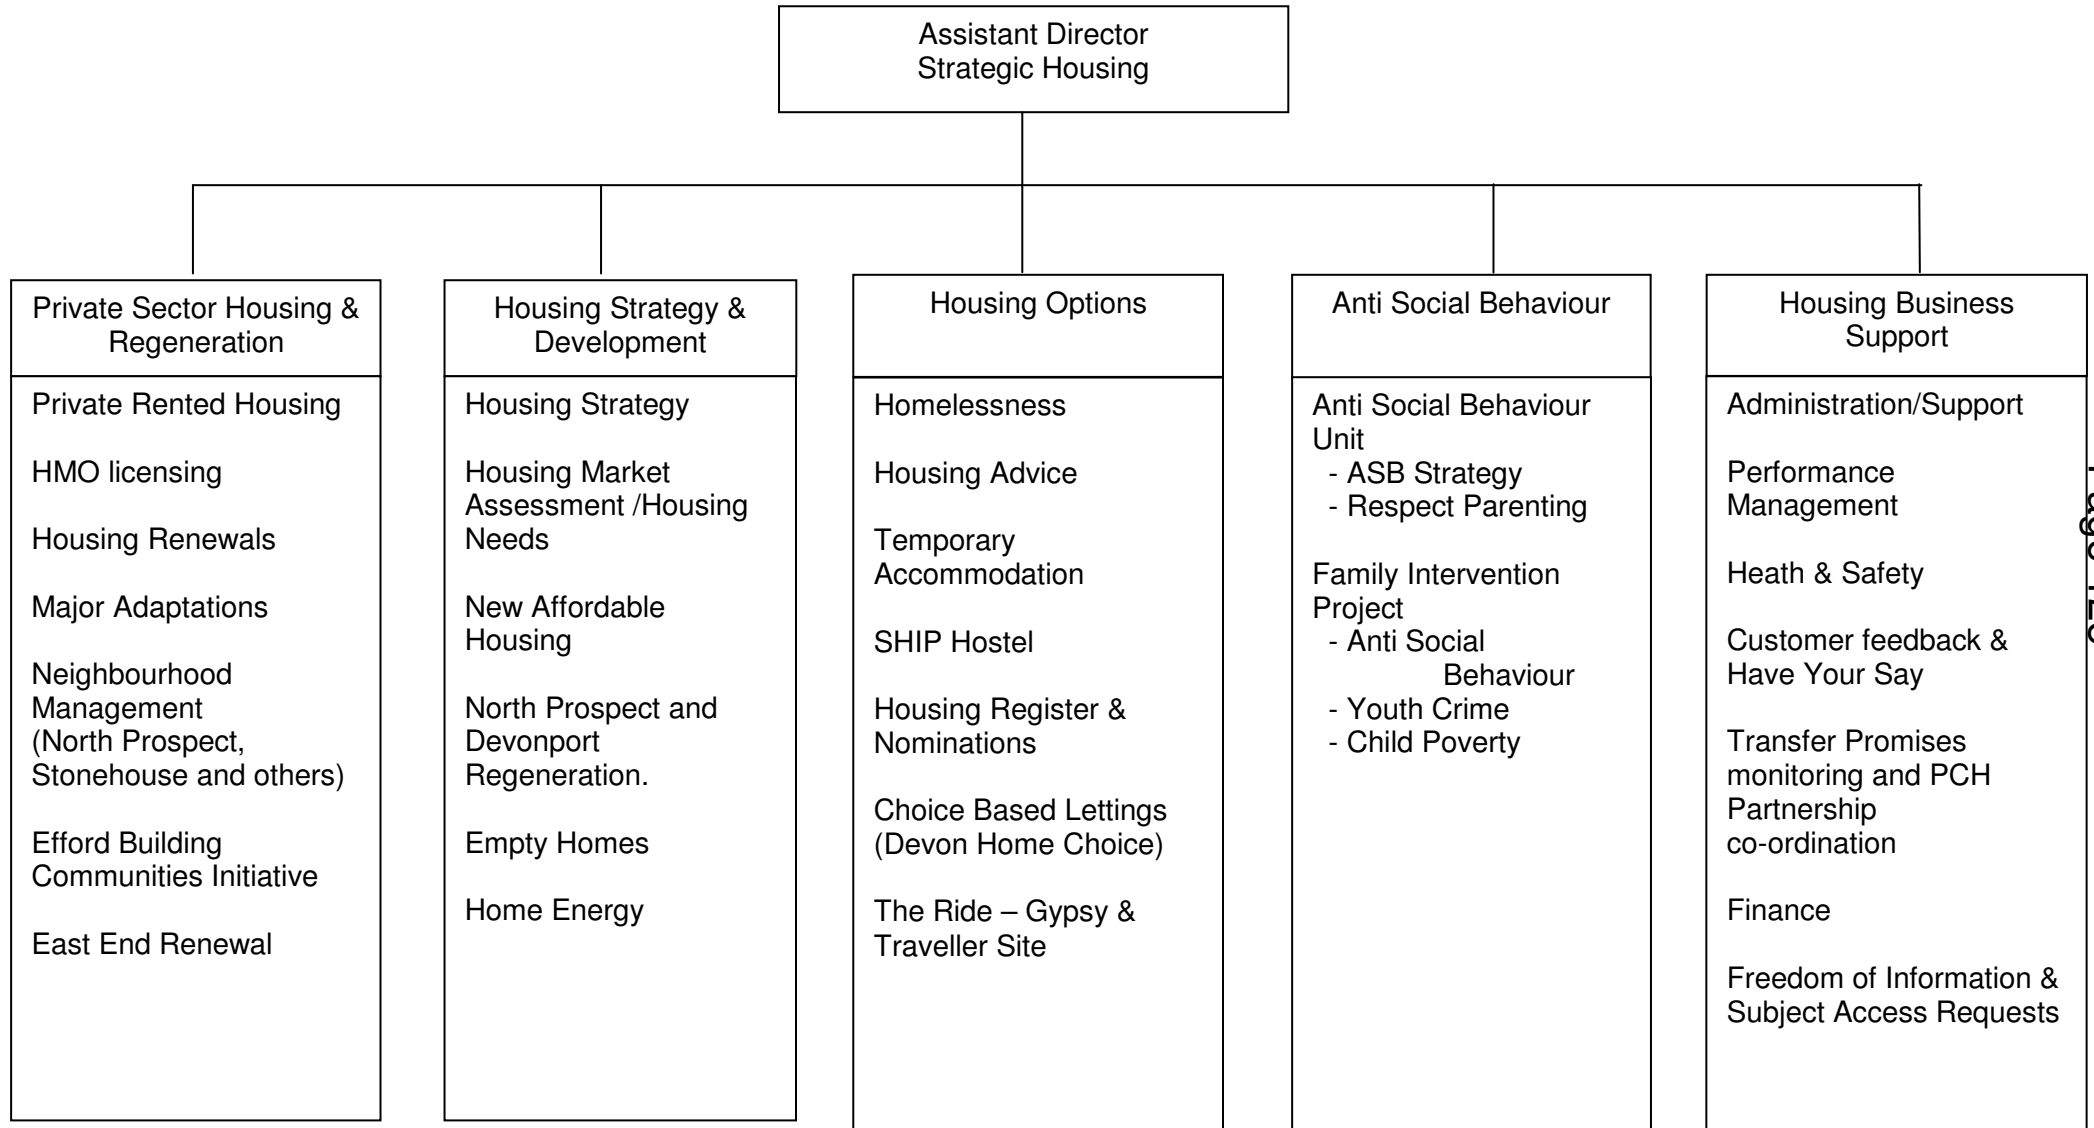 Assistant Director
Strategic Housing
Private Sector Housing &
Regeneration
Private Rented Housing
HMO licensing
Housing Renewals
Major Adaptations
Neighbourhood
Management
(North Prospect,
Stonehouse and others)
Efford Building
Communities Initiative
East End Renewal
Housing Strategy &
Development
Housing Strategy
Housing Market
Assessment /Housing
Needs
New Affordable
Housing
North Prospect and
Devonport
Regeneration.
Empty Homes
Home Energy
Housing Options
Homelessness
Housing Advice
Temporary
Accommodation
SHIP Hostel
Housing Register &
Nominations
Choice Based Lettings
(Devon Home Choice)
The Ride – Gypsy &
Traveller Site
Anti Social Behaviour
Anti Social Behaviour
Unit
- ASB Strategy
- Respect Parenting
Family Intervention
Project
- Anti Social
Behaviour
- Youth Crime
- Child Poverty
Housing Business
Support
Administration/Support
Performance
Management
Heath & Safety
Customer feedback &
Have Your Say
Transfer Promises
monitoring and PCH
Partnership
co-ordination
Finance
Freedom of Information &
Subject Access Requests
Page